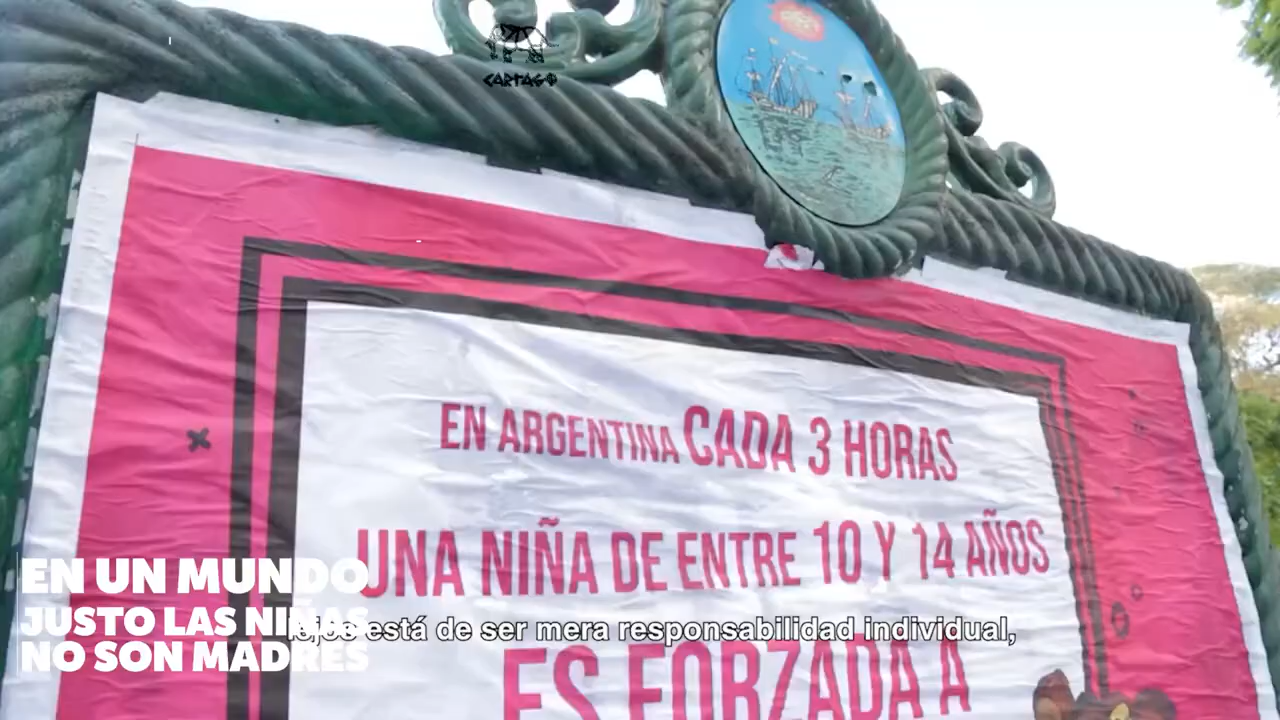 CARTAGO
EN ARGENTINA CADA 3 HORAS
UNA NIÑA DE ENTRE 10 Y 14 AÑOS
ES FORZADA A
EN UN MUNDO
JUSTO LAS NIÑAS
NO SON MADRES
lejos está de ser mera responsabilidad individual,